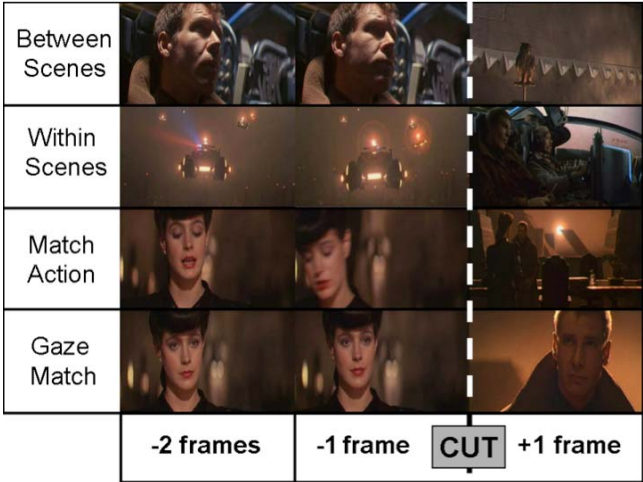 Between
Scenes
Within
Scenes
Match
Action
Gaze
Match
-2 frames
-1 frame
CUT
+1 frame